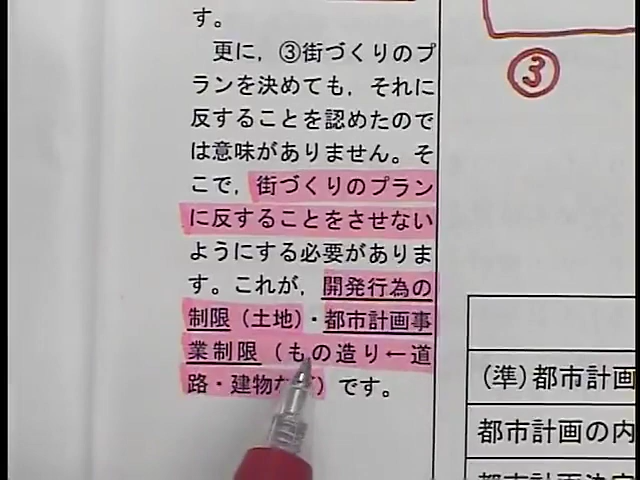 す。
更に，③街づくりのプ
ランを決めても，それに
反することを認めたので
は意味がありません。そ
こで，街づくりのプラン
に反することをさせない
ようにする必要がありま
す。これが，開発行為の
制限（土地）・都市計画事
業制限（もの造り←道
路・建物など）です。
③
（準）都市計画
都市計画の内